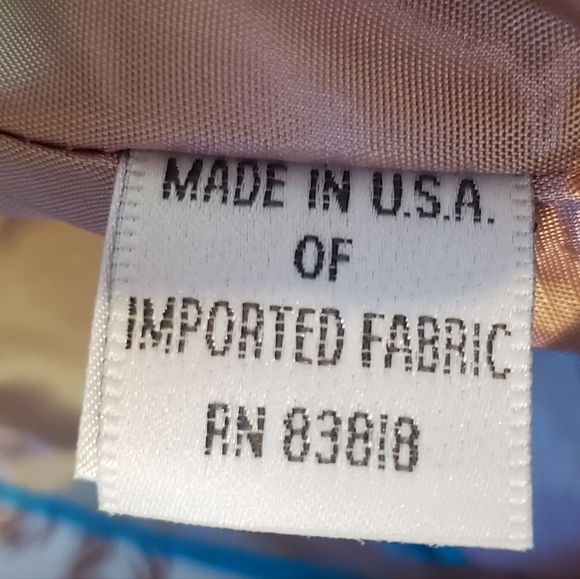 MADE IN U.S.A.
OF
IMPORTED FABRIC
RN 83818